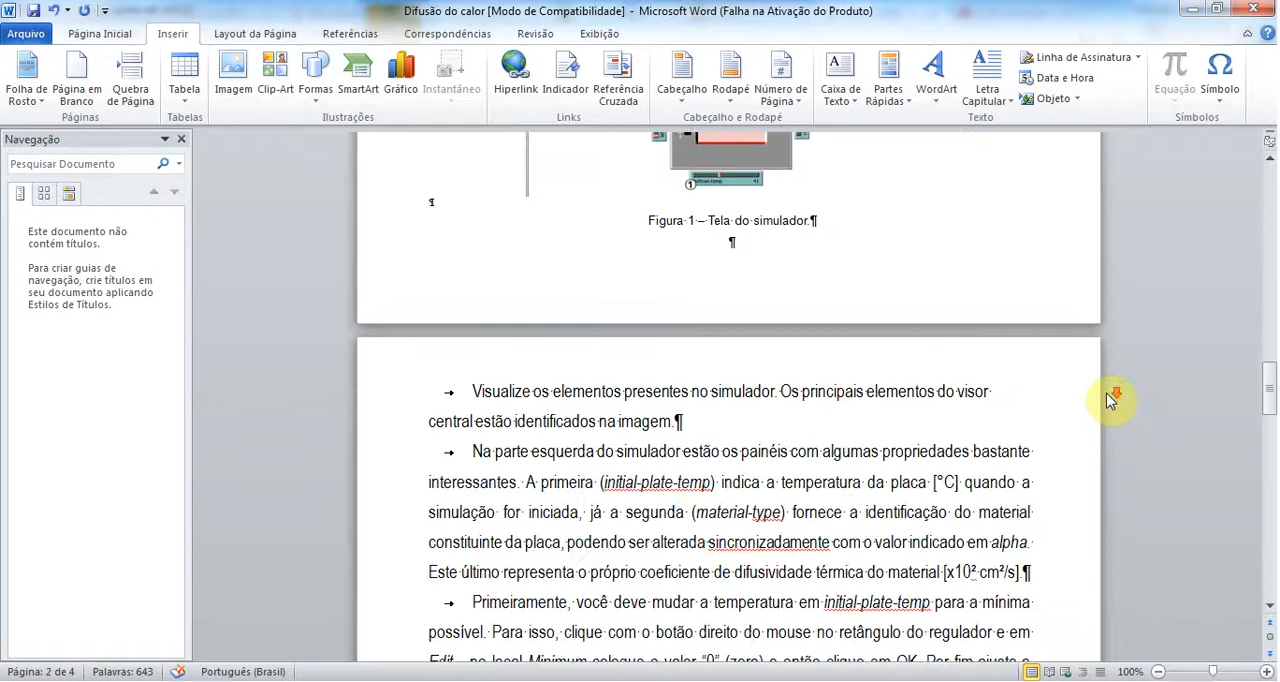 Difusão do calor [Modo de Compatibilidade] - Microsoft Word (Falha na Ativação do Produto)
Arquivo Página Inicial Inserir Layout da Página Referências Correspondências Revisão Exibição
Folha de Rosto Página em Branco Quebra de Página Tabela Imagem Clip-Art Formas SmartArt Gráfico Instantâneo Hiperlink Indicador Referência Cruzada Cabeçalho Rodapé Número de Página Caixa de Texto Partes Rápidas WordArt Letra Capitular Linha de Assinatura Data e Hora Objeto Equação Símbolo
Páginas Tabelas Ilustrações Links Cabeçalho e Rodapé Texto Símbolos
Navegação
Pesquisar Documento
Este documento não
contém títulos.
Para criar guias de
navegação, crie títulos em
seu documento aplicando
Estilos de Títulos.
1
Figura 1 – Tela do simulador.¶
¶
Visualize os elementos presentes no simulador. Os principais elementos do visor
central estão identificados na imagem.¶
Na parte esquerda do simulador estão os painéis com algumas propriedades bastante
interessantes. A primeira (initial-plate-temp) indica a temperatura da placa [°C] quando a
simulação for iniciada, já a segunda (material-type) fornece a identificação do material
constituinte da placa, podendo ser alterada sincronizadamente com o valor indicado em alpha.
Este último representa o próprio coeficiente de difusividade térmica do material [x10² cm²/s].¶
Primeiramente, você deve mudar a temperatura em initial-plate-temp para a mínima
possível. Para isso, clique com o botão direito do mouse no retângulo do regulador e em
Edit, no local Minimum coloque o valor "0" (zero) e então clique em OK. Por fim ajuste a
Página: 2 de 4 Palavras: 643 Português (Brasil) 100%